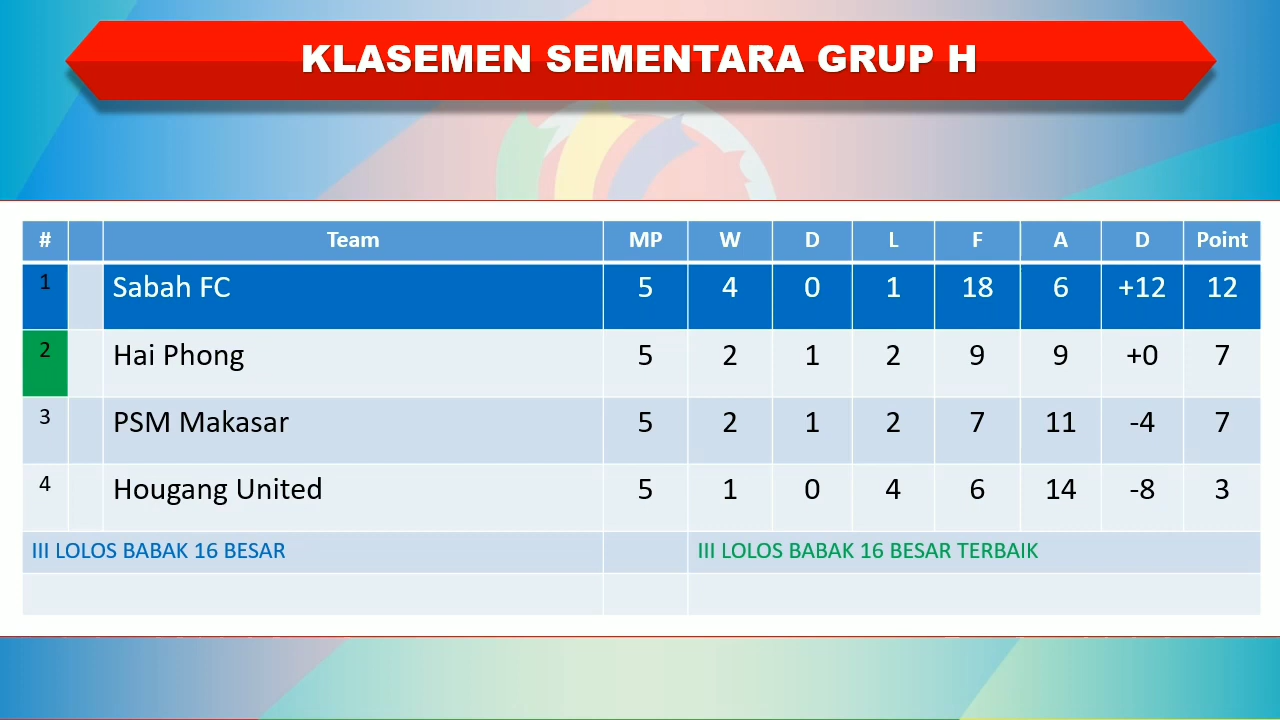 KLASEMEN SEMENTARA GRUP H
# Team MP W D L F A D Point
1 Sabah FC 5 4 0 1 18 6 +12 12
2 Hai Phong 5 2 1 2 9 9 +0 7
3 PSM Makasar 5 2 1 2 7 11 -4 7
4 Hougang United 5 1 0 4 6 14 -8 3
III LOLOS BABAK 16 BESAR III LOLOS BABAK 16 BESAR TERBAIK